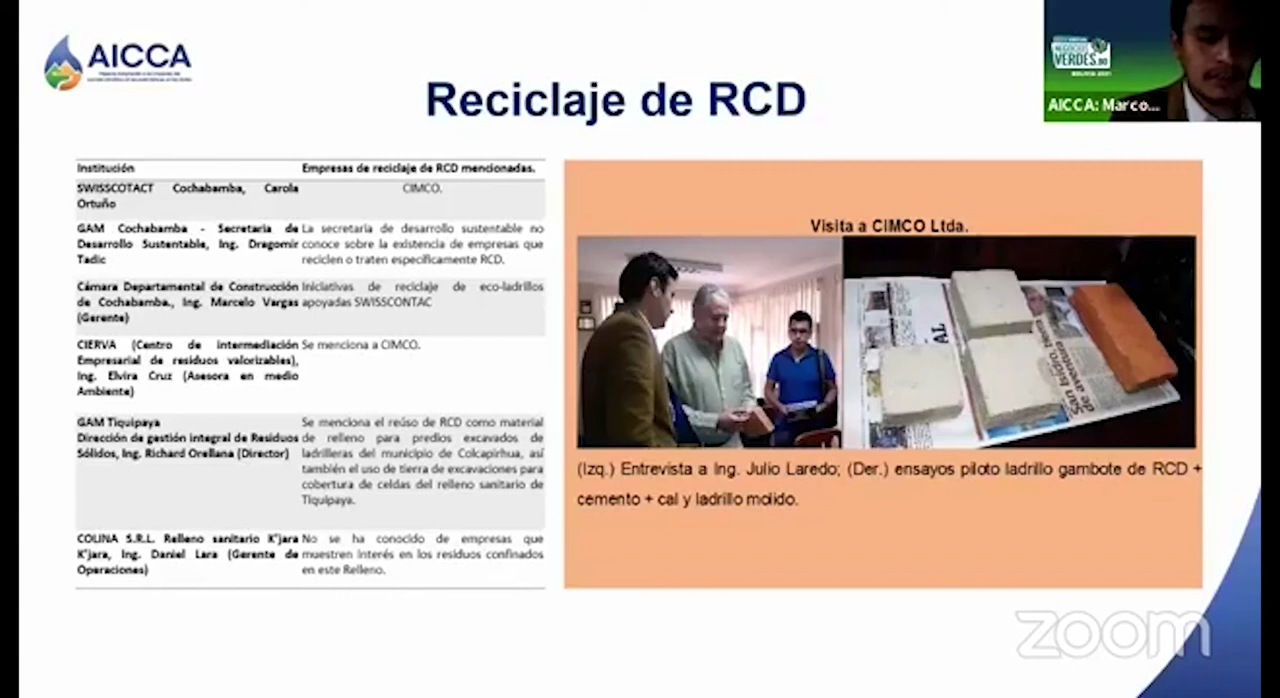 AICCA
Reciclaje de RCD
NEGOCIOS
VERDES.BO
BOLIVIA 2021
AICCA: Marco...
Institución Empresas de reciclaje de RCD mencionadas.
SWISSCOTACT Cochabamba, Carola
Ortuño
CIMCO.
GAM Cochabamba - Secretaria de
Desarrollo Sustentable, Ing. Dragomir
Tadic
La secretaria de desarrollo sustentable no
conoce sobre la existencia de empresas que
reciclen o traten específicamente RCD.
Cámara Departamental de Construcción
de Cochabamba., Ing. Marcelo Vargas
(Gerente)
Iniciativas de reciclaje de eco-ladrillos
apoyadas SWISSCONTAC
CIERVA (Centro de intermediación
Empresarial de residuos valorizables),
Ing. Elvira Cruz (Asesora en medio
Ambiente)
Se menciona a CIMCO.
GAM Tiquipaya
Dirección de gestión integral de Residuos
Sólidos, Ing. Richard Orellana (Director)
Se menciona el reúso de RCD como material
de relleno para predios excavados de
ladrilleras del municipio de Colcapirhua, así
también el uso de tierra de excavaciones para
cobertura de celdas del relleno sanitario de
Tiquipaya.
COLINA S.R.L. Relleno sanitario K'jara
K'jara, Ing. Daniel Lara (Gerente de
Operaciones)
No se ha conocido de empresas que
muestren interés en los residuos confinados
en este Relleno.
Visita a CIMCO Ltda.
San Isidro, tierra
de aventura
(Izq.) Entrevista a Ing. Julio Laredo; (Der.) ensayos piloto ladrillo gambote de RCD +
cemento + cal y ladrillo molido.
zoom